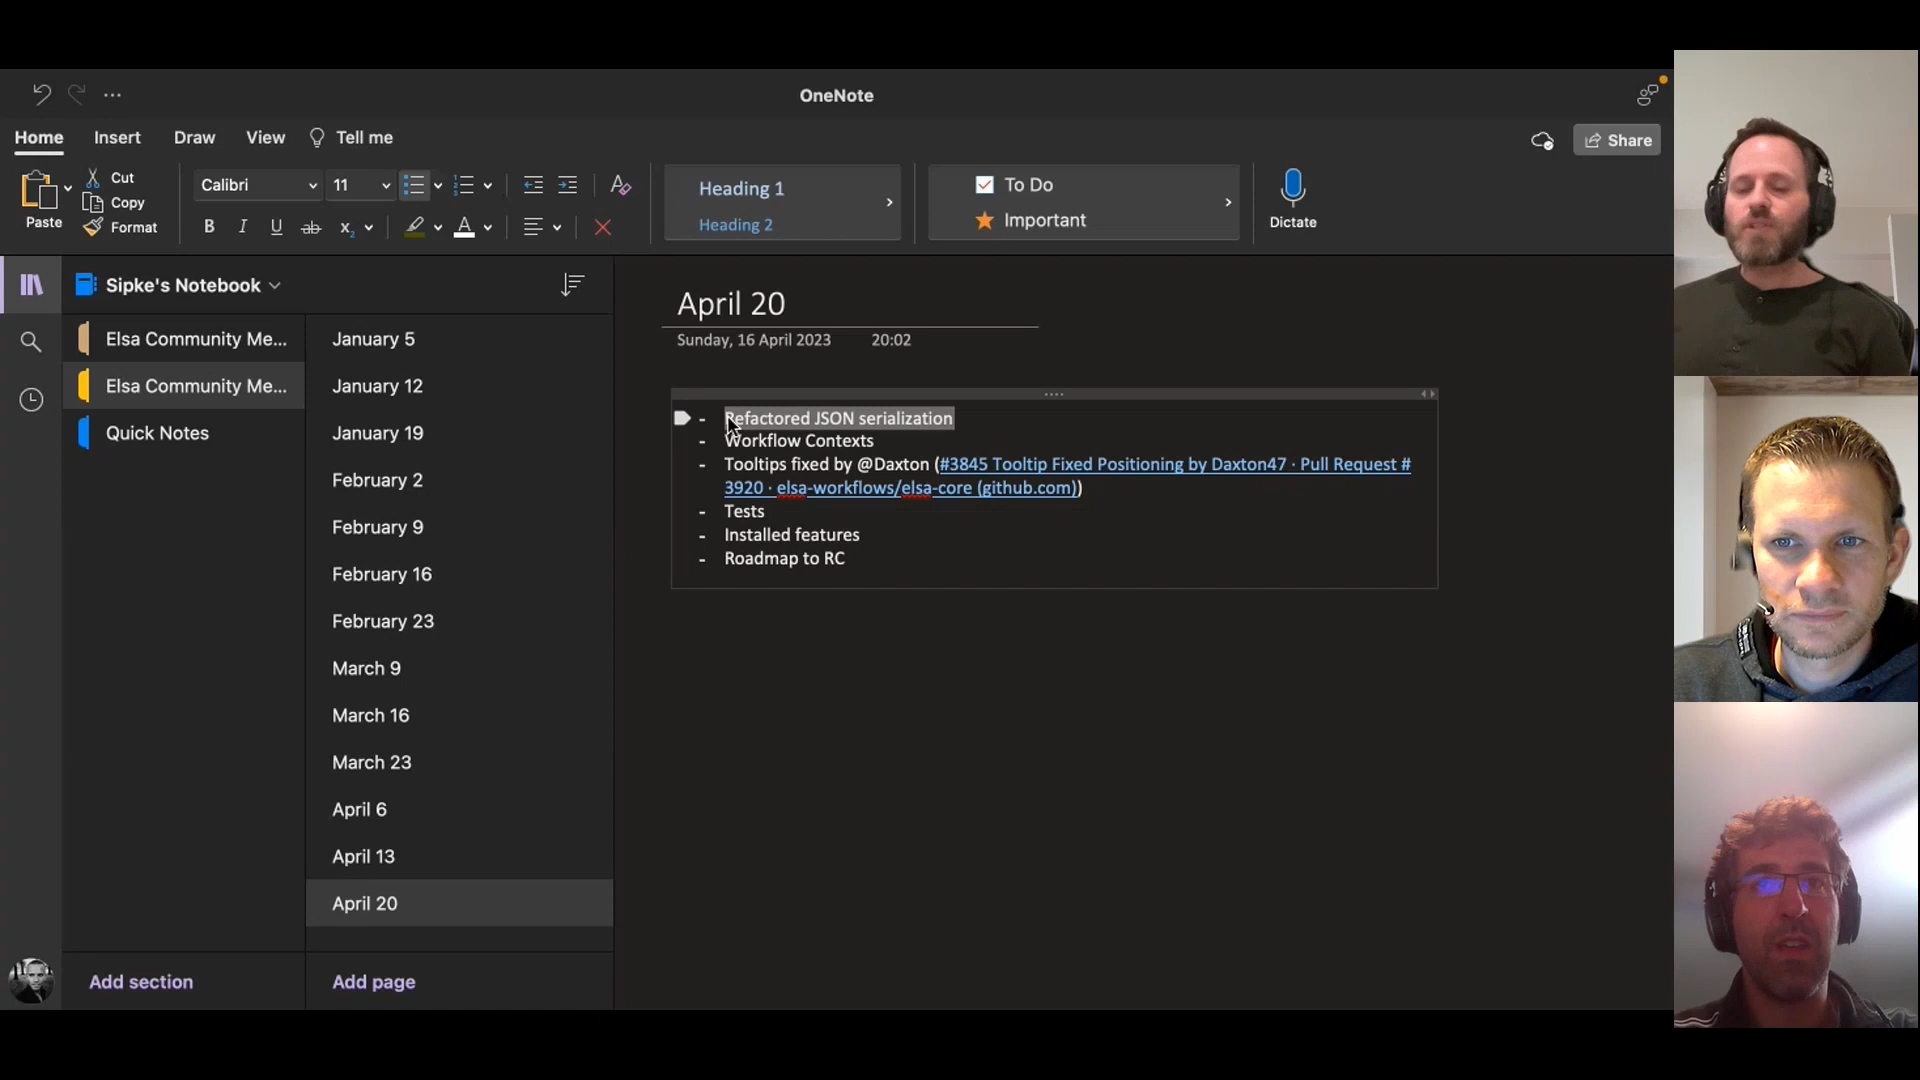 OneNote
Home Insert Draw View Tell me
Share
Paste
Cut
Copy
Format
Calibri 11
B I U ab x₂ A
Heading 1
Heading 2
To Do
Important
Dictate
Sipke's Notebook
Elsa Community Me...
Elsa Community Me...
Quick Notes
Add section
January 5
January 12
January 19
February 2
February 9
February 16
February 23
March 9
March 16
March 23
April 6
April 13
April 20
Add page
April 20
Sunday, 16 April 2023 20:02
- Refactored JSON serialization
- Workflow Contexts
- Tooltips fixed by @Daxton (#3845 Tooltip Fixed Positioning by Daxton47 · Pull Request #
3920 · elsa-workflows/elsa-core (github.com))
- Tests
- Installed features
- Roadmap to RC